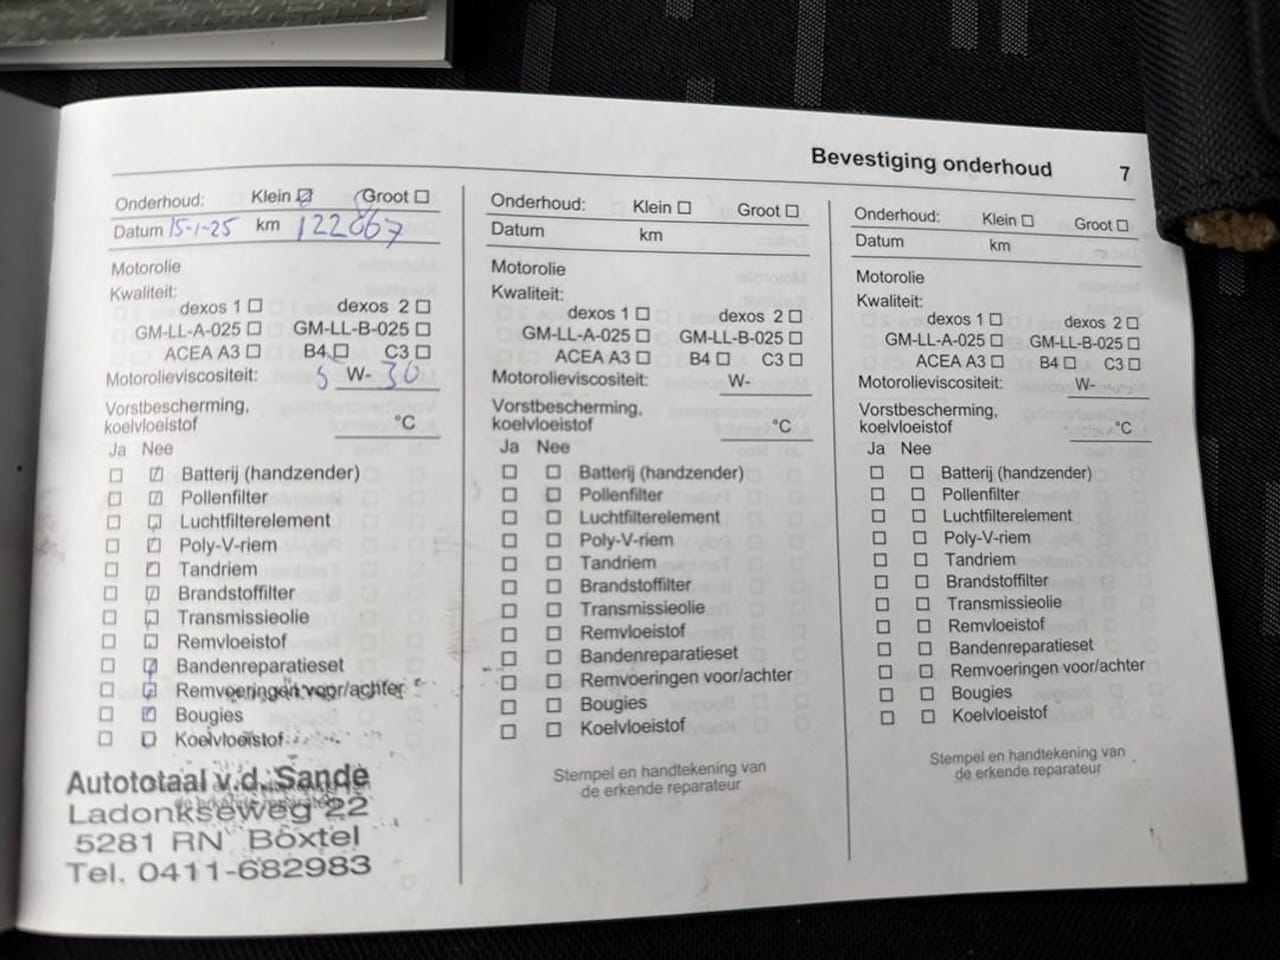 Bevestiging onderhoud 7
Onderhoud: Klein Groot
Datum 15-1-25 km 122867
Motorolie
Kwaliteit:
dexos 1 dexos 2
GM-LL-A-025 GM-LL-B-025
ACEA A3 B4 C3
Motorolieviscositeit: 5 W- 30
Vorstbescherming,
koelvloeistof °C
Ja Nee
Batterij (handzender)
Pollenfilter
Luchtfilterelement
Poly-V-riem
Tandriem
Brandstoffilter
Transmissieolie
Remvloeistof
Bandenreparatieset
Remvoeringen voor/achter
Bougies
Koelvloeistof
Autototaal v.d. Sande
Ladonkseweg 22
5281 RN Boxtel
Tel. 0411-682983
Onderhoud: Klein Groot
Datum km
Motorolie
Kwaliteit:
dexos 1 dexos 2
GM-LL-A-025 GM-LL-B-025
ACEA A3 B4 C3
Motorolieviscositeit: W-
Vorstbescherming,
koelvloeistof °C
Ja Nee
Batterij (handzender)
Pollenfilter
Luchtfilterelement
Poly-V-riem
Tandriem
Brandstoffilter
Transmissieolie
Remvloeistof
Bandenreparatieset
Remvoeringen voor/achter
Bougies
Koelvloeistof
Stempel en handtekening van
de erkende reparateur
Onderhoud: Klein Groot
Datum km
Motorolie
Kwaliteit:
dexos 1 dexos 2
GM-LL-A-025 GM-LL-B-025
ACEA A3 B4 C3
Motorolieviscositeit: W-
Vorstbescherming,
koelvloeistof °C
Ja Nee
Batterij (handzender)
Pollenfilter
Luchtfilterelement
Poly-V-riem
Tandriem
Brandstoffilter
Transmissieolie
Remvloeistof
Bandenreparatieset
Remvoeringen voor/achter
Bougies
Koelvloeistof
Stempel en handtekening van
de erkende reparateur